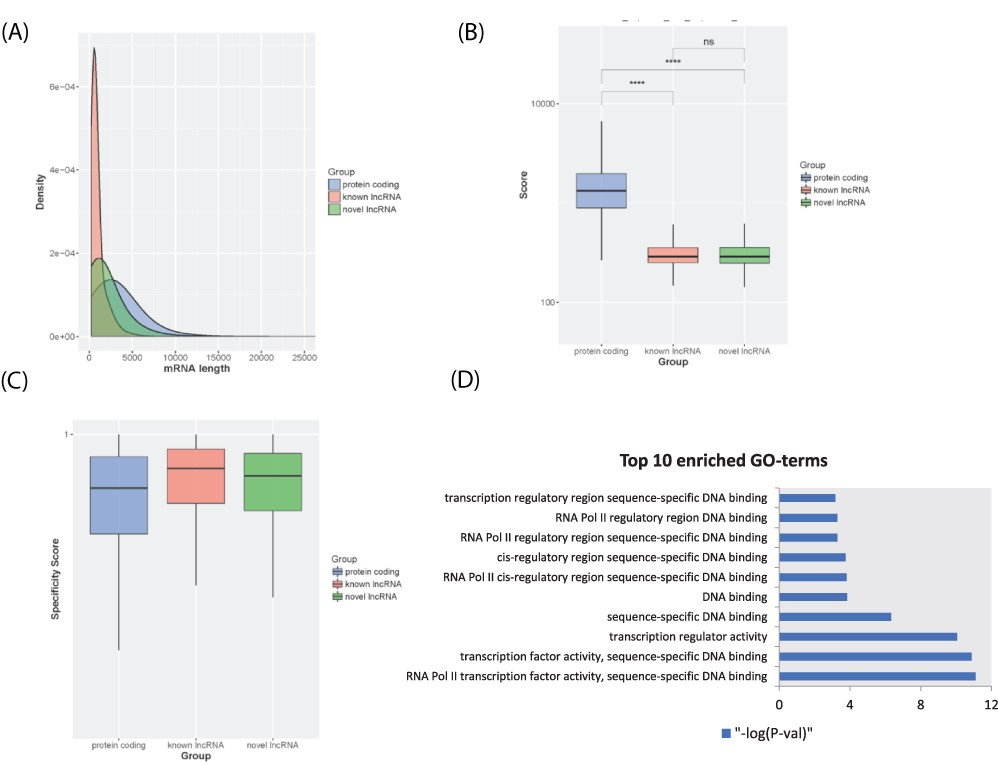 (A)
6e−04
4e−04
2e−04
0e+00
Density
0
5000
10000
15000
20000
25000
mRNA length
Group
protein coding
known lncRNA
novel lncRNA
(B)
ns
****
****
10000
100
Score
protein coding
known lncRNA
novel lncRNA
Group
Group
protein coding
known lncRNA
novel lncRNA
(C)
1
Specificity Score
protein coding
known lncRNA
novel lncRNA
Group
Group
protein coding
known lncRNA
novel lncRNA
(D)
Top 10 enriched GO-terms
transcription regulatory region sequence-specific DNA binding
RNA Pol II regulatory region DNA binding
RNA Pol II regulatory region sequence-specific DNA binding
cis-regulatory region sequence-specific DNA binding
RNA Pol II cis-regulatory region sequence-specific DNA binding
DNA binding
sequence-specific DNA binding
transcription regulator activity
transcription factor activity, sequence-specific DNA binding
RNA Pol II transcription factor activity, sequence-specific DNA binding
0
4
8
12
"-log(P-val)"